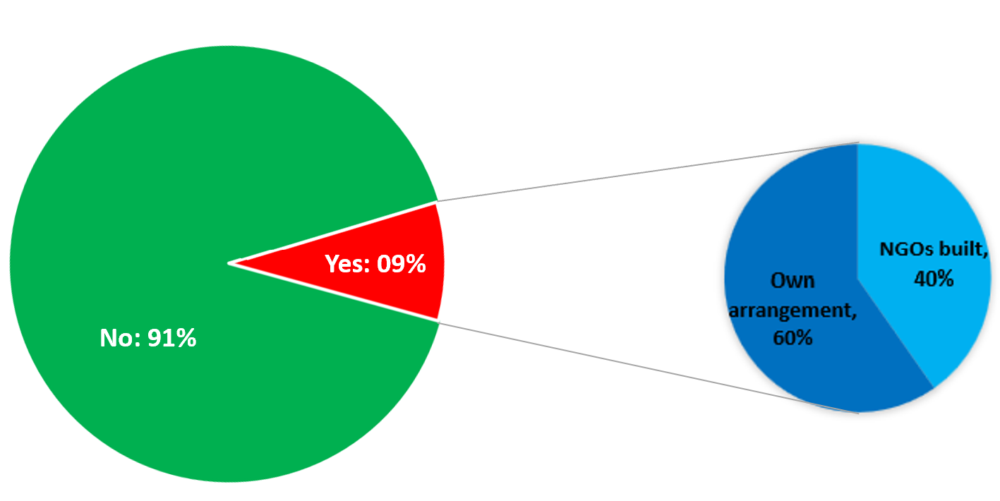 No: 91%
Yes: 09%
Own
arrangement,
60%
NGOs built,
40%